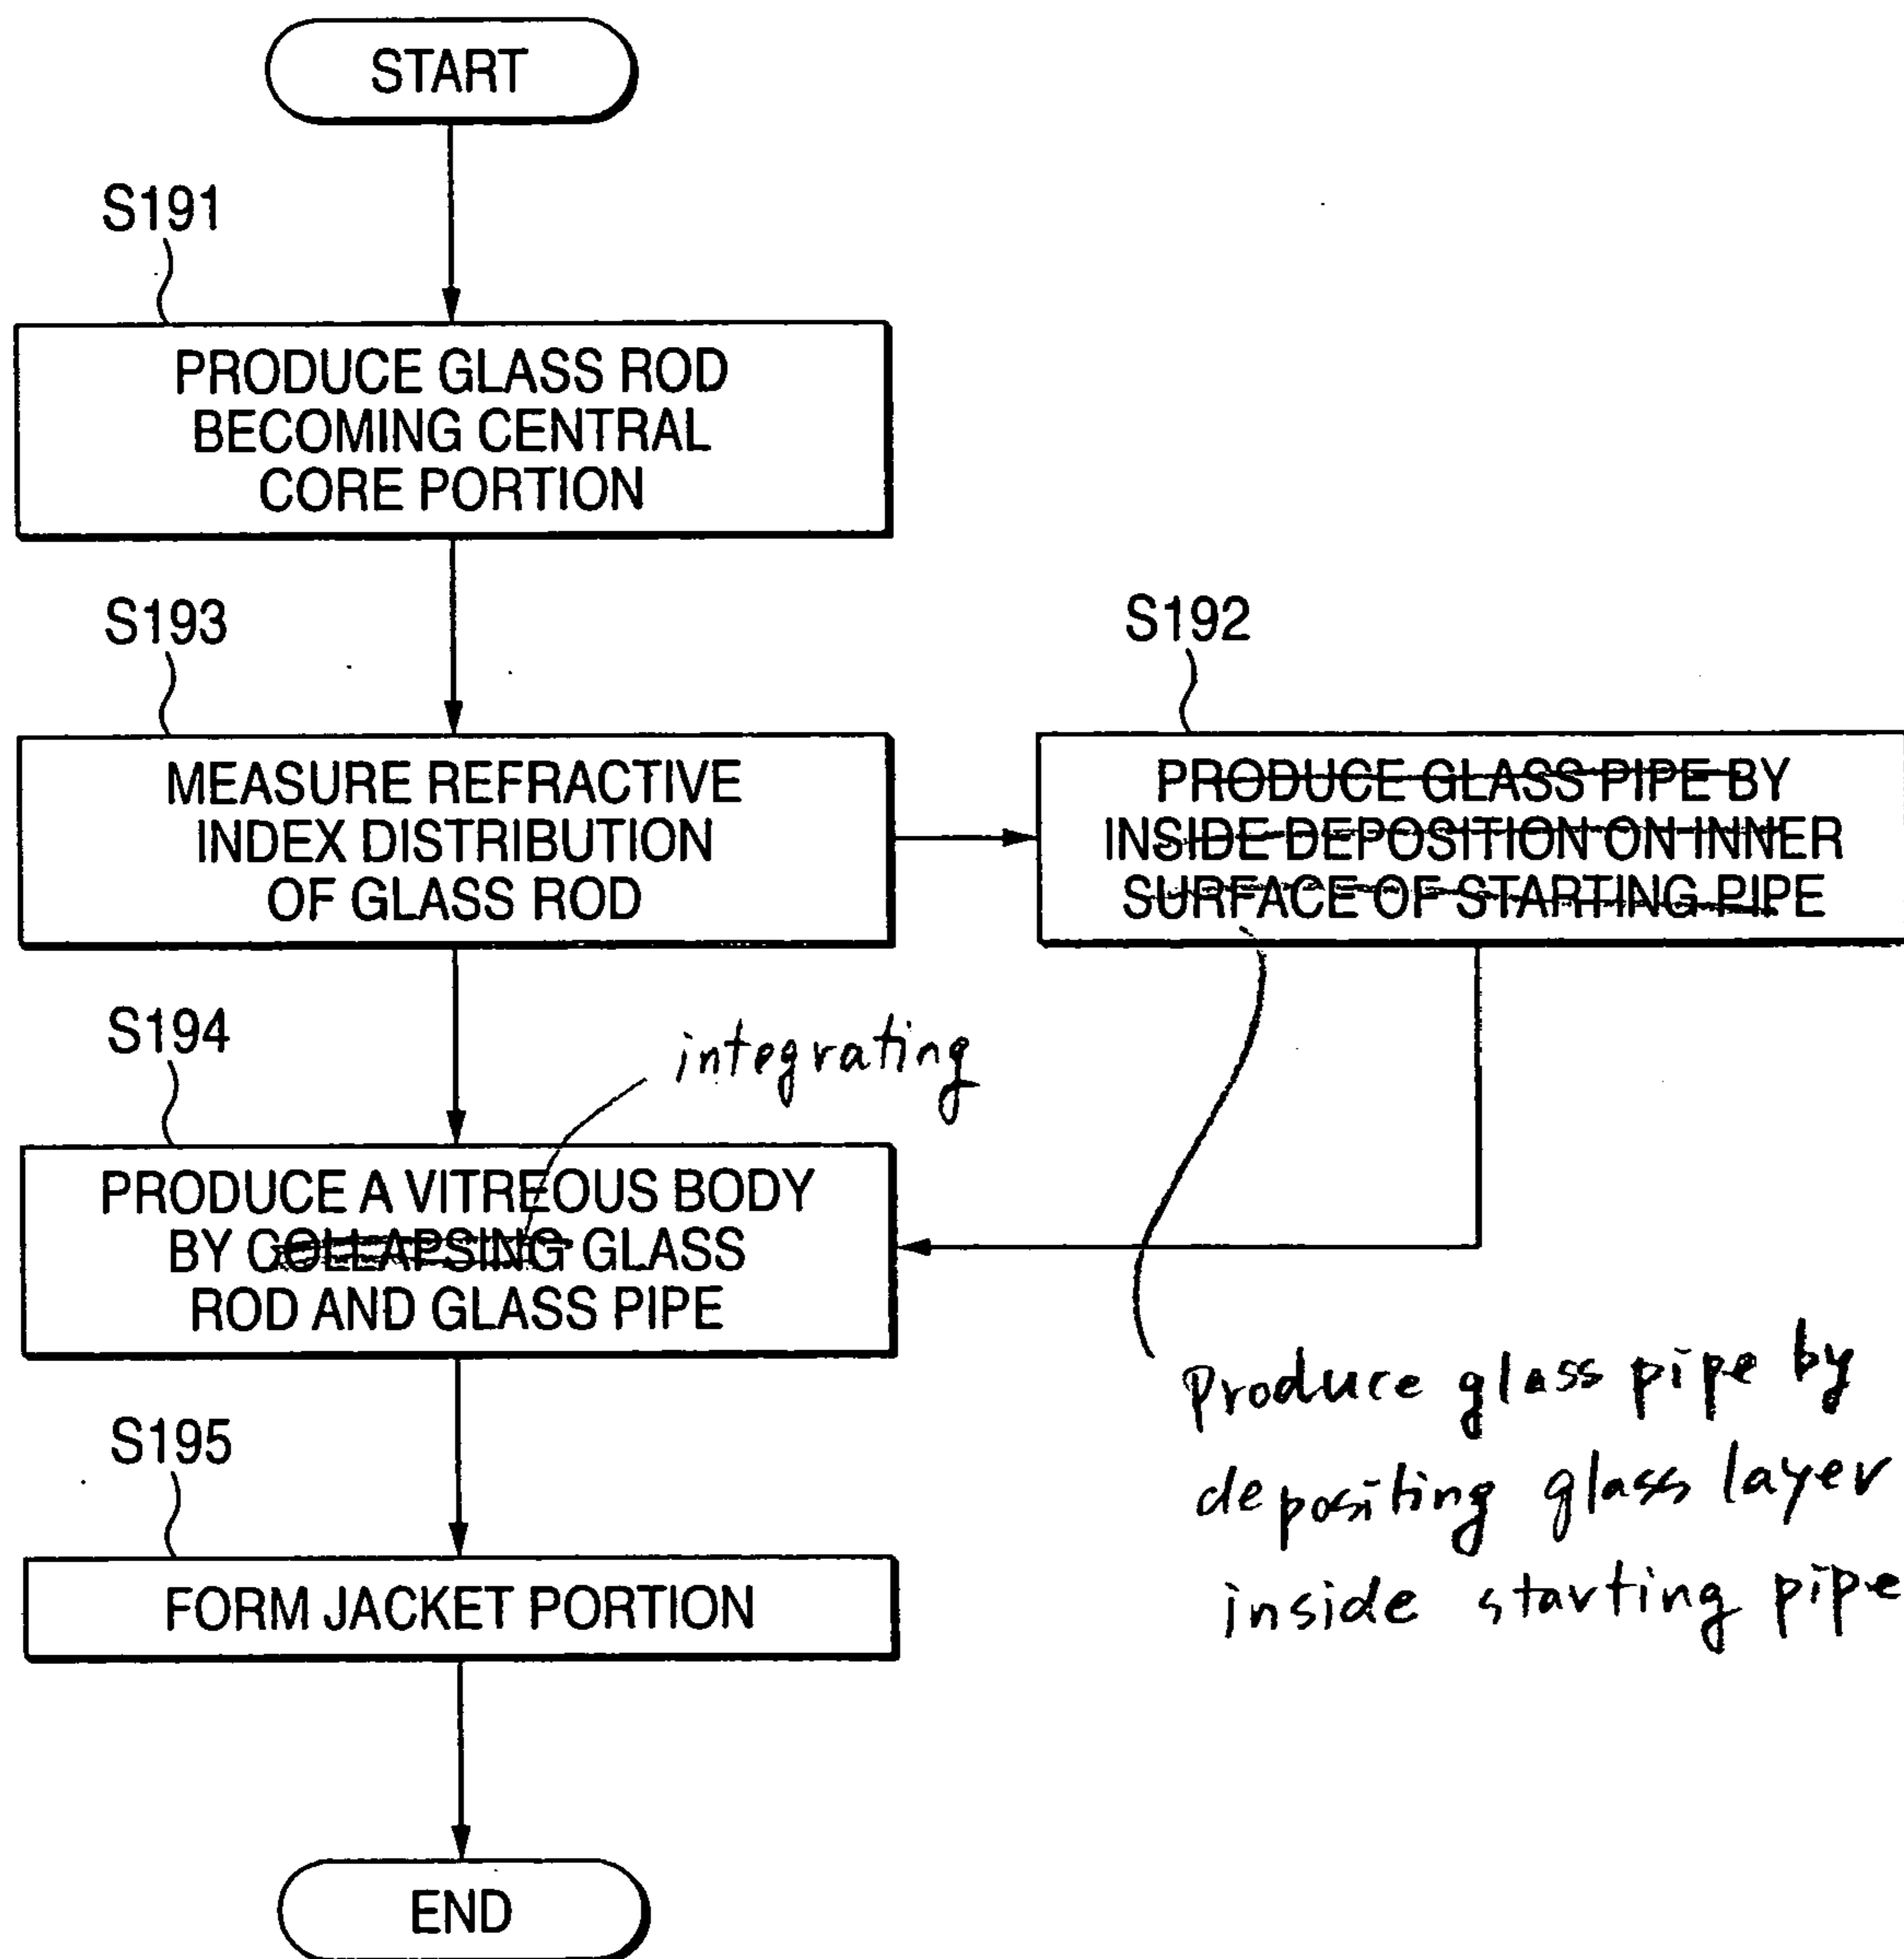 START
S191
PRODUCE GLASS ROD
BECOMING CENTRAL
CORE PORTION
S193
MEASURE REFRACTIVE
INDEX DISTRIBUTION
OF GLASS ROD
S192
PRODUCE GLASS PIPE BY
INSIDE DEPOSITION ON INNER
SURFACE OF STARTING PIPE
S194
integrating
PRODUCE A VITREOUS BODY
BY COLLAPSING GLASS
ROD AND GLASS PIPE
Produce glass pipe by
depositing glass layer
inside starting pipe
S195
FORM JACKET PORTION
END